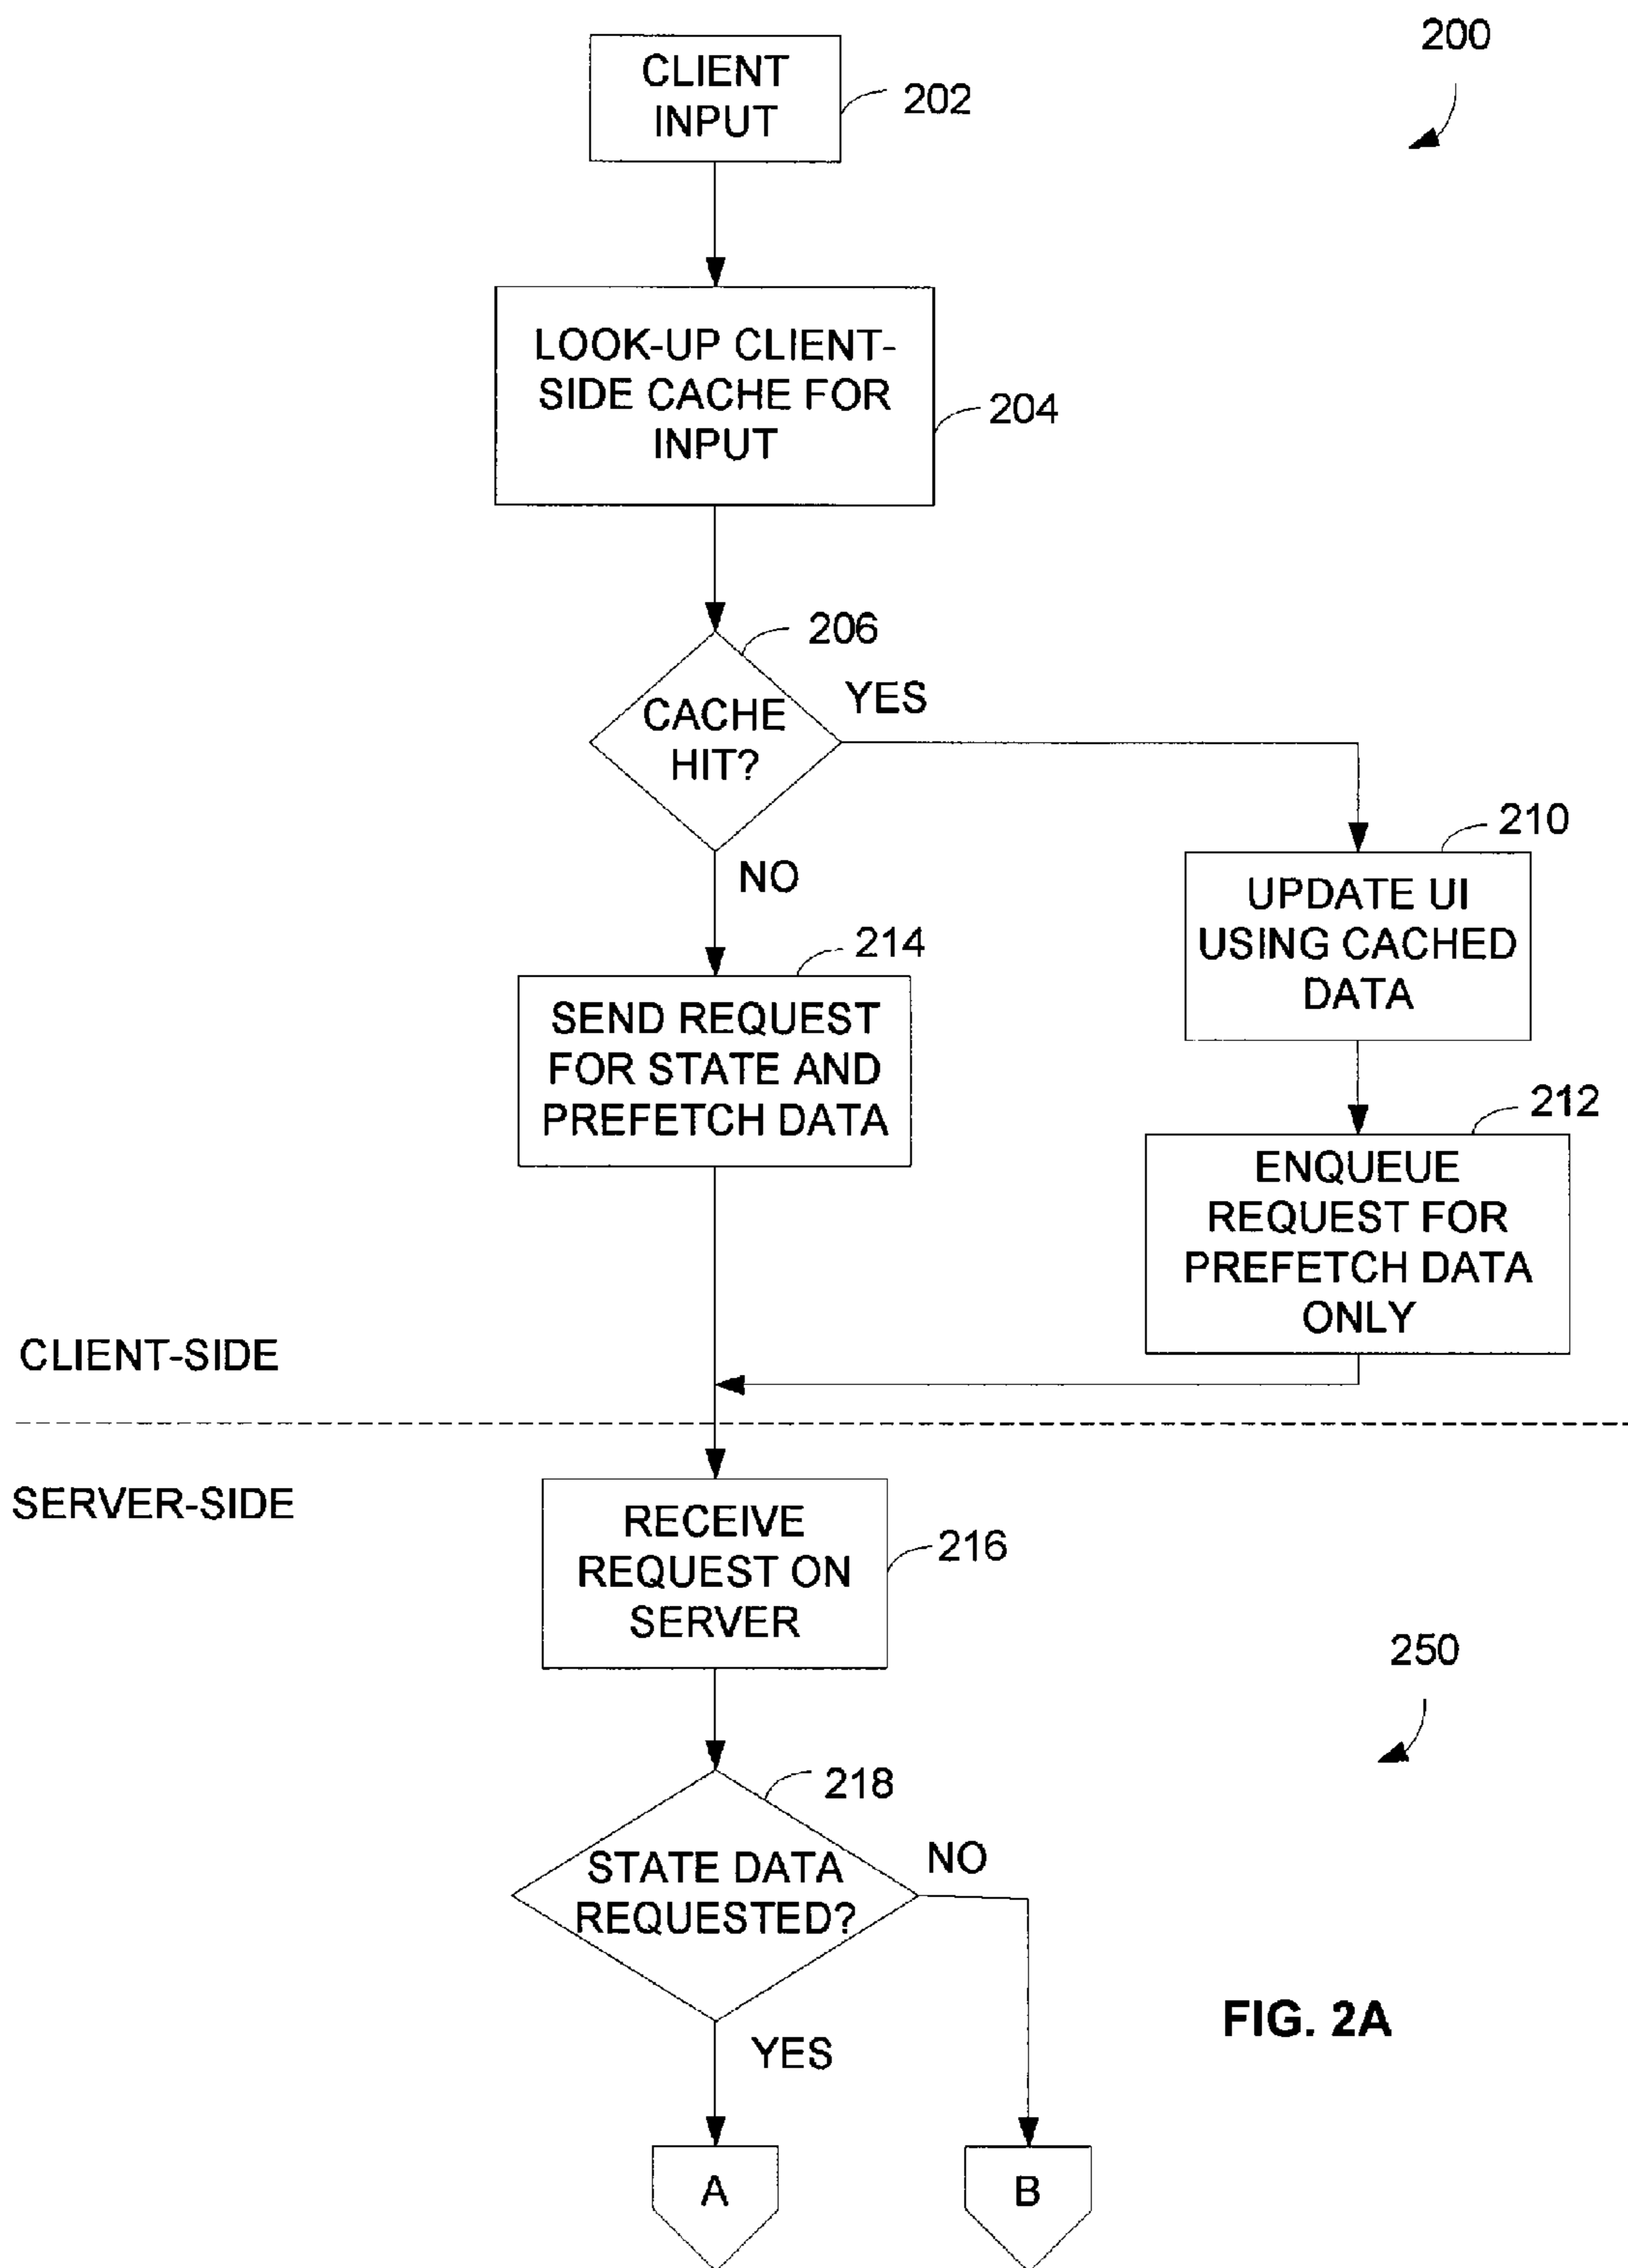 200
CLIENT
INPUT
202
LOOK-UP CLIENT-
SIDE CACHE FOR
INPUT
204
206
CACHE
HIT?
YES
NO
210
UPDATE UI
USING CACHED
DATA
214
SEND REQUEST
FOR STATE AND
PREFETCH DATA
212
ENQUEUE
REQUEST FOR
PREFETCH DATA
ONLY
CLIENT-SIDE
SERVER-SIDE
RECEIVE
REQUEST ON
SERVER
216
250
218
STATE DATA
REQUESTED?
NO
YES
FIG. 2A
A
B